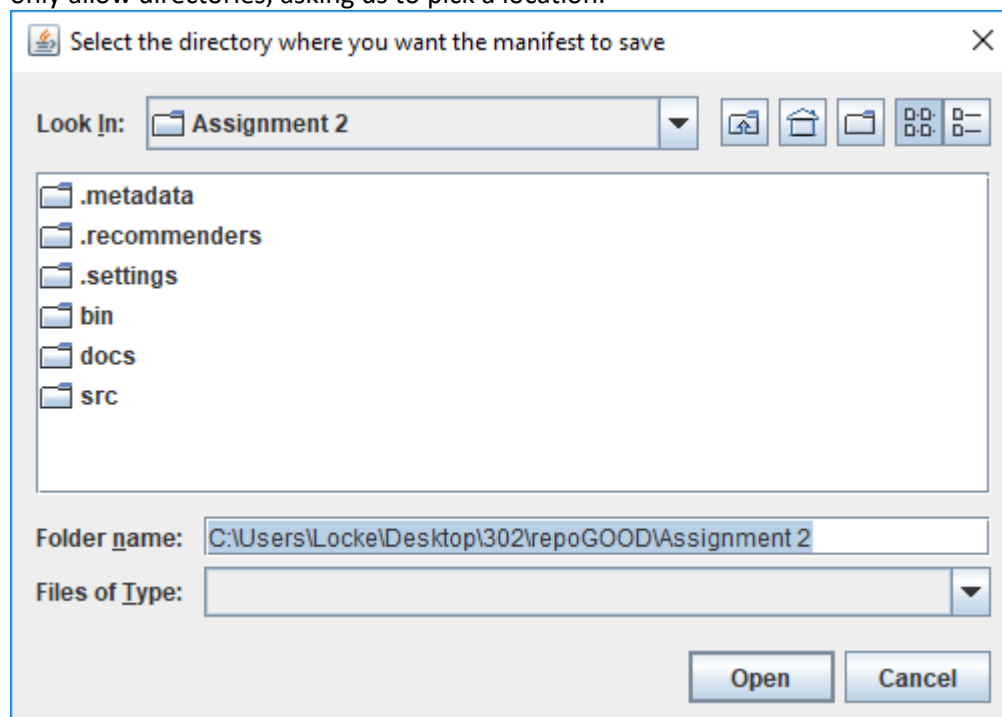 only allow directories, asking us to pick a location.
Select the directory where you want the manifest to save
Look In: Assignment 2
.metadata
.recommenders
.settings
bin
docs
src
Folder name: C:\Users\Locke\Desktop\302\repoGOOD\Assignment 2
Files of Type:
Open Cancel